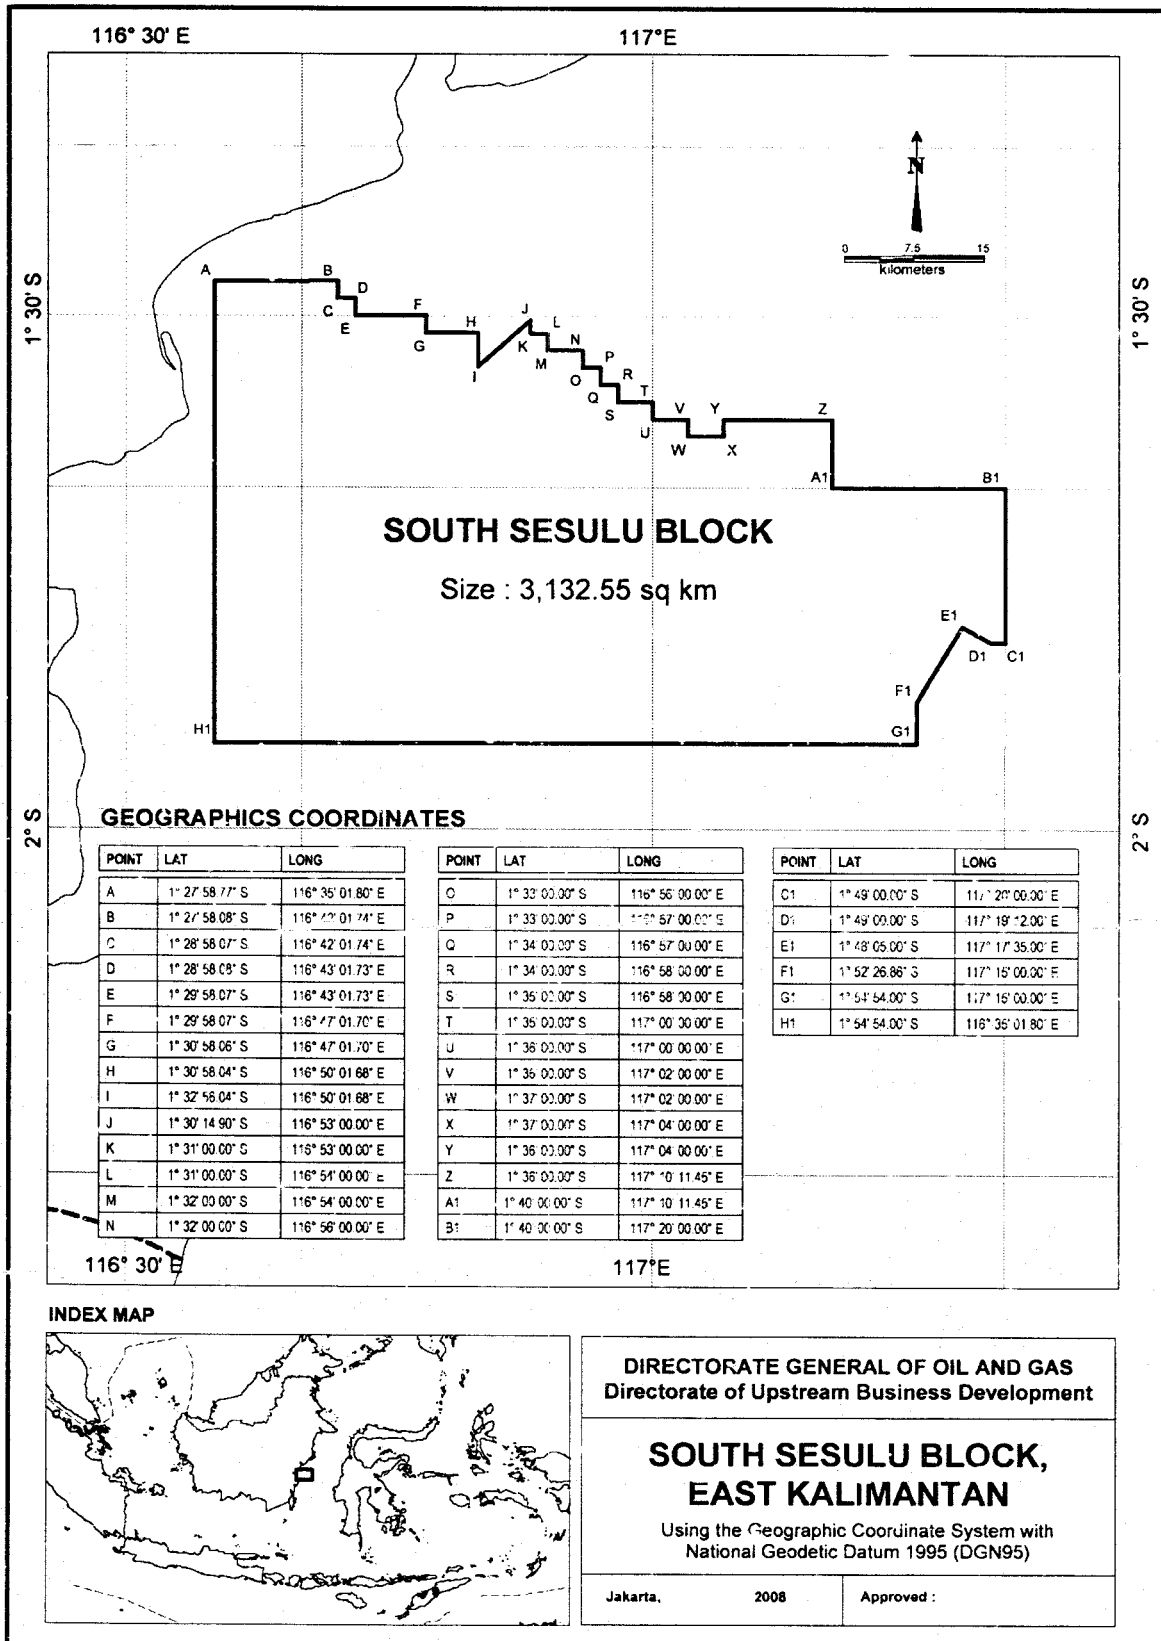 116° 30' E 117°E
N
0 7.5 15
kilometers
1° 30' S 1° 30' S
A B
C D
E F
G H
I J
K L
M N
O P
Q R
S T
U V
W X Y Z
A1 B1
SOUTH SESULU BLOCK
Size : 3,132.55 sq km
E1
D1 C1
F1
G1
H1
2° S 2° S
GEOGRAPHICS COORDINATES
POINT LAT LONG
A 1° 27' 58.77" S 116° 35' 01.80" E
B 1° 27' 58.08" S 116° 42' 01.74" E
C 1° 28' 58.07" S 116° 42' 01.74" E
D 1° 28' 58.08" S 116° 43' 01.73" E
E 1° 29' 58.07" S 116° 43' 01.73" E
F 1° 29' 58.07" S 116° 47' 01.70" E
G 1° 30' 58.06" S 116° 47' 01.70" E
H 1° 30' 58.04" S 116° 50' 01.68" E
I 1° 32' 56.04" S 116° 50' 01.68" E
J 1° 30' 14.90" S 116° 53' 00.00" E
K 1° 31' 00.00" S 116° 53' 00.00" E
L 1° 31' 00.00" S 116° 54' 00.00" E
M 1° 32' 00.00" S 116° 54' 00.00" E
N 1° 32' 00.00" S 116° 56' 00.00" E
POINT LAT LONG
O 1° 33' 00.00" S 116° 56' 00.00" E
P 1° 33' 00.00" S 116° 57' 00.00" E
Q 1° 34' 00.00" S 116° 57' 00.00" E
R 1° 34' 00.00" S 116° 58' 00.00" E
S 1° 35' 00.00" S 116° 58' 00.00" E
T 1° 35' 00.00" S 117° 00' 00.00" E
U 1° 36' 00.00" S 117° 00' 00.00" E
V 1° 36' 00.00" S 117° 02' 00.00" E
W 1° 37' 00.00" S 117° 02' 00.00" E
X 1° 37' 00.00" S 117° 04' 00.00" E
Y 1° 36' 00.00" S 117° 04' 00.00" E
Z 1° 36' 00.00" S 117° 10' 11.45" E
A1 1° 40' 00.00" S 117° 10' 11.45" E
B1 1° 40' 00.00" S 117° 20' 00.00" E
POINT LAT LONG
C1 1° 49' 00.00" S 117° 20' 00.00" E
D1 1° 49' 00.00" S 117° 19' 12.00" E
E1 1° 48' 05.00" S 117° 17' 35.00" E
F1 1° 52' 26.86" S 117° 15' 00.00" E
G1 1° 54' 54.00" S 117° 15' 00.00" E
H1 1° 54' 54.00" S 116° 35' 01.80" E
116° 30' E 117°E
INDEX MAP
DIRECTORATE GENERAL OF OIL AND GAS
Directorate of Upstream Business Development
SOUTH SESULU BLOCK,
EAST KALIMANTAN
Using the Geographic Coordinate System with
National Geodetic Datum 1995 (DGN95)
Jakarta, 2008 Approved :